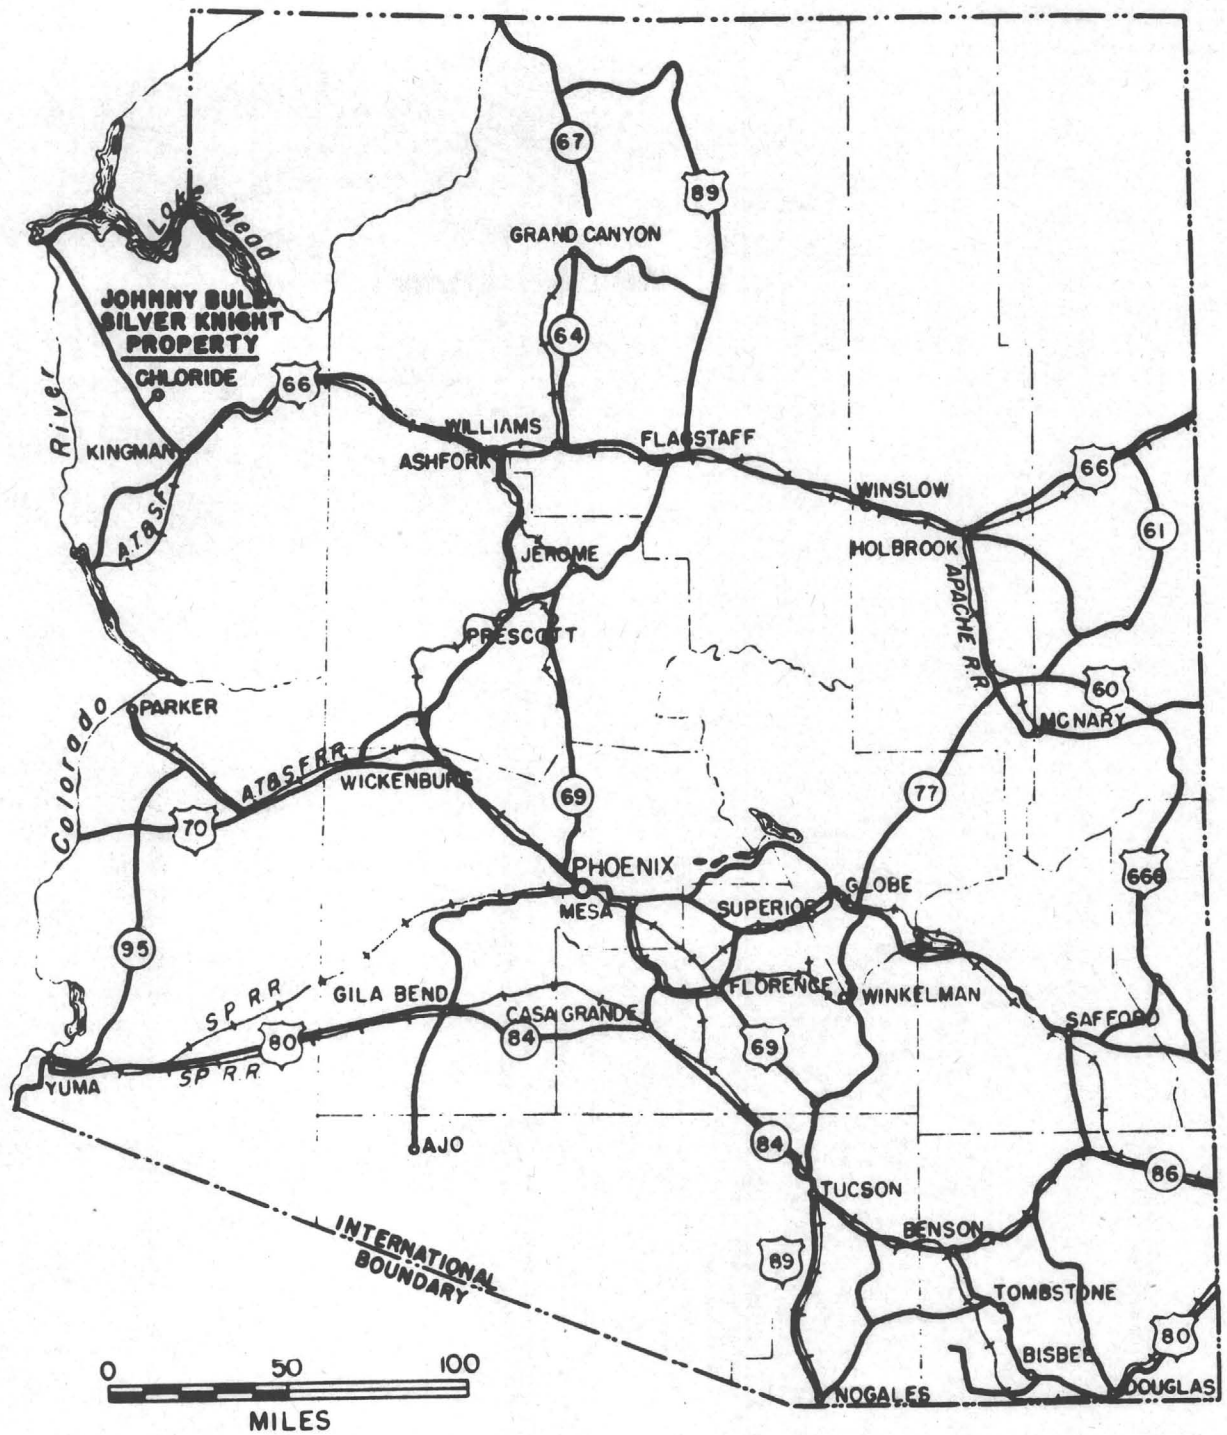 67
89
Lake Mead
GRAND CANYON
JOHNNY BULL
SILVER KNIGHT
PROPERTY
64
CHLORIDE
66
River
WILLIAMS
FLAGSTAFF
KINGMAN
ASHFORK
66
WINSLOW
A.T.&S.F.
61
HOLBROOK
JEROME
APACHE R.R.
PRESCOTT
60
Colorado
PARKER
MCNARY
A.T.&S.F.R.R.
WICKENBURG
69
77
70
PHOENIX
666
GLOBE
MESA
SUPERIOR
95
FLORENCE
GILA BEND
WINKELMAN
S P R.R
CASA GRANDE
SAFFORD
80
84
69
SP R.R.
YUMA
84
AJO
86
TUCSON
BENSON
INTERNATIONAL
BOUNDARY
89
TOMBSTONE
80
BISBEE
0 50 100
NOGALES
DOUGLAS
MILES